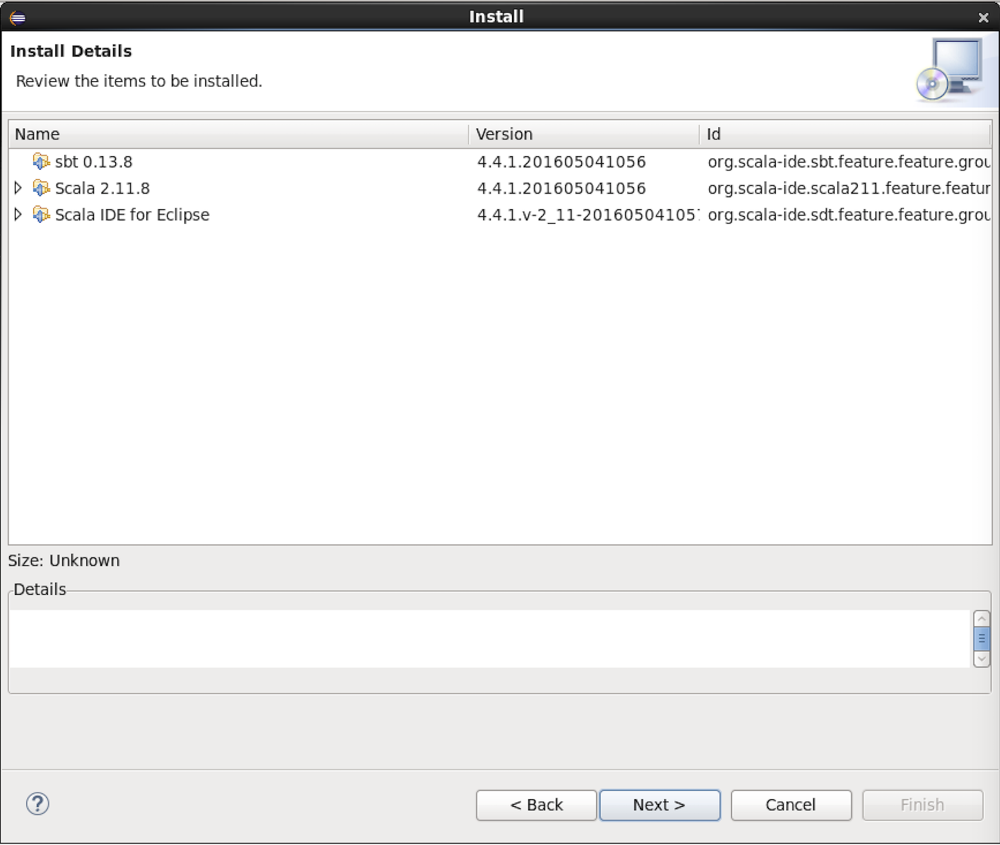 Install
Install Details
Review the items to be installed.
Name Version Id
sbt 0.13.8 4.4.1.201605041056 org.scala-ide.sbt.feature.feature.grou
Scala 2.11.8 4.4.1.201605041056 org.scala-ide.scala211.feature.featur
Scala IDE for Eclipse 4.4.1.v-2_11-201605041057 org.scala-ide.sdt.feature.feature.grou
Size: Unknown
Details
?
< Back Next > Cancel Finish